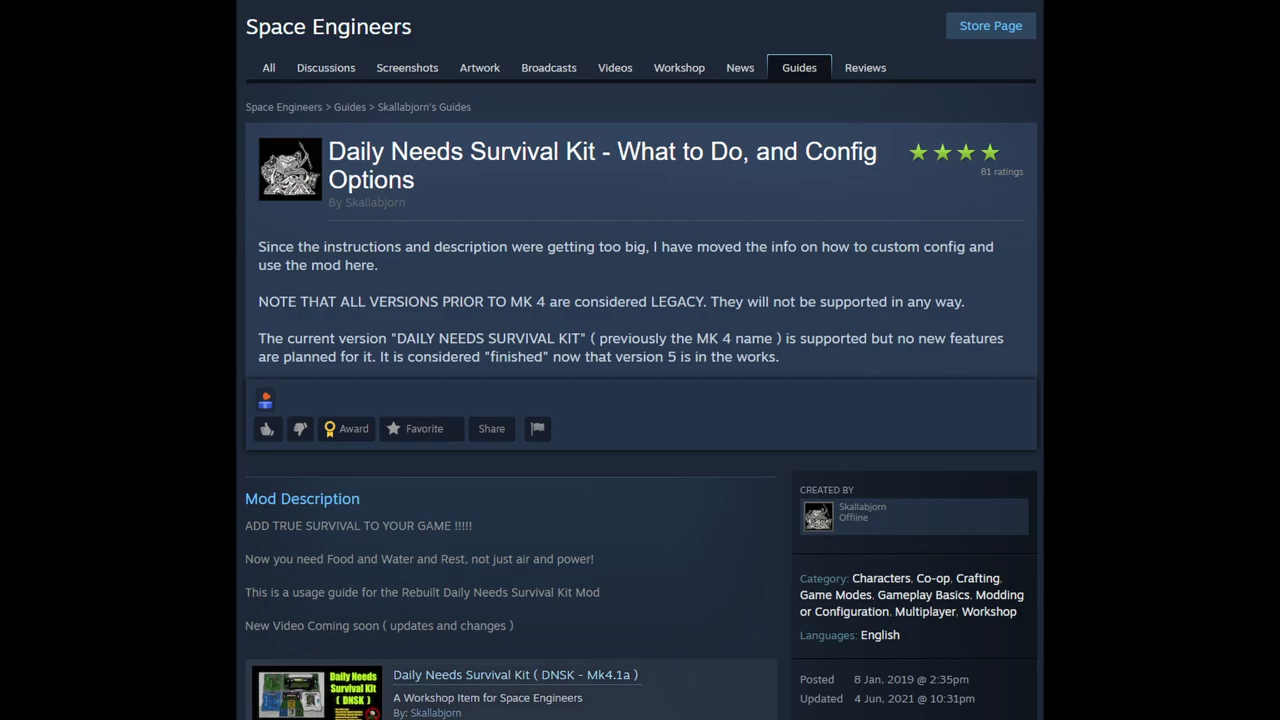 Space Engineers
Store Page
All Discussions Screenshots Artwork Broadcasts Videos Workshop News Guides Reviews
Space Engineers > Guides > Skallabjorn's Guides
Daily Needs Survival Kit - What to Do, and Config
Options
By Skallabjorn
81 ratings
Since the instructions and description were getting too big, I have moved the info on how to custom config and
use the mod here.
NOTE THAT ALL VERSIONS PRIOR TO MK 4 are considered LEGACY. They will not be supported in any way.
The current version "DAILY NEEDS SURVIVAL KIT" ( previously the MK 4 name ) is supported but no new features
are planned for it. It is considered "finished" now that version 5 is in the works.
Award Favorite Share
Mod Description
ADD TRUE SURVIVAL TO YOUR GAME !!!!!
Now you need Food and Water and Rest, not just air and power!
This is a usage guide for the Rebuilt Daily Needs Survival Kit Mod
New Video Coming soon ( updates and changes )
Daily Needs
Survival Kit
( DNSK )
Daily Needs Survival Kit ( DNSK - Mk4.1a )
A Workshop Item for Space Engineers
By: Skallabjorn
CREATED BY
Skallabjorn
Offline
Category: Characters, Co-op, Crafting,
Game Modes, Gameplay Basics, Modding
or Configuration, Multiplayer, Workshop
Languages: English
Posted 8 Jan, 2019 @ 2:35pm
Updated 4 Jun, 2021 @ 10:31pm